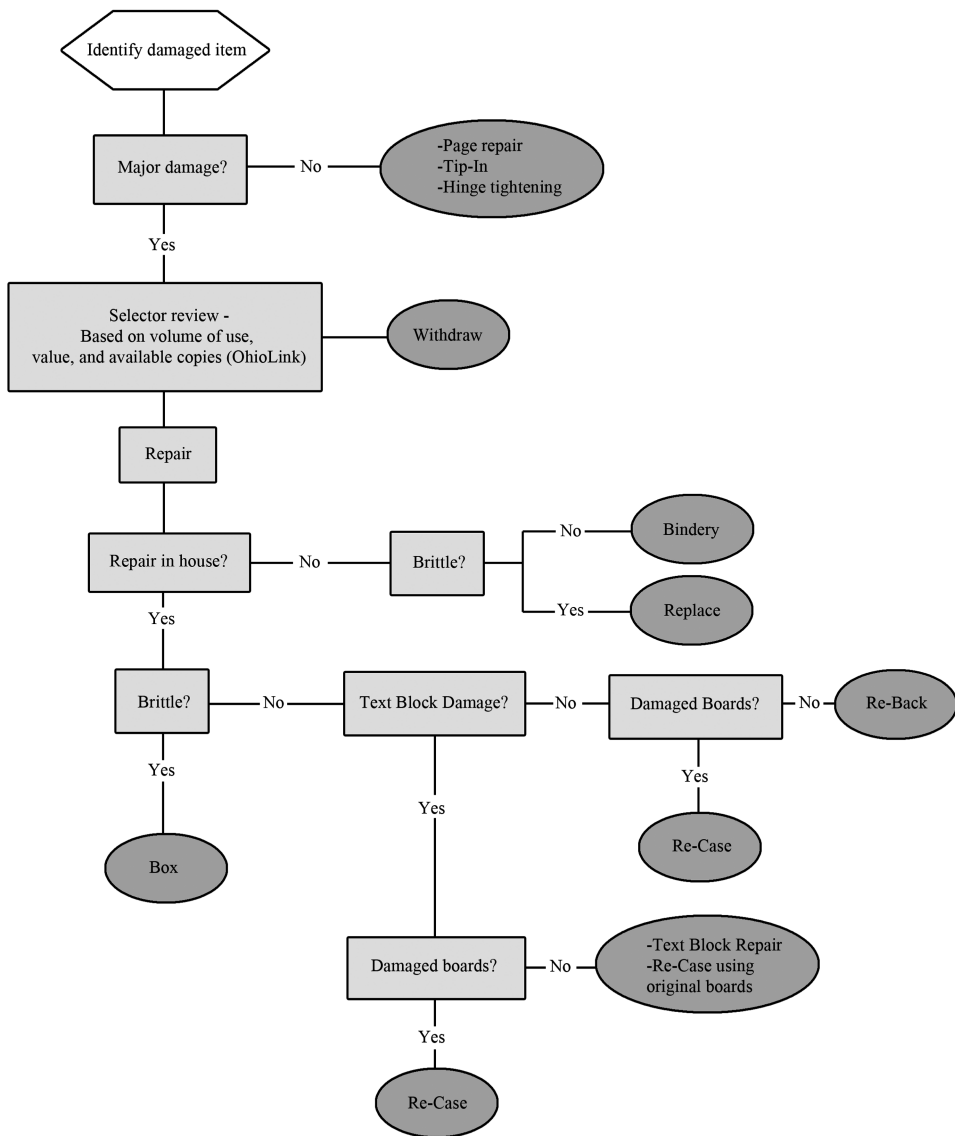 Identify damaged item
Major damage?
No
-Page repair
-Tip-In
-Hinge tightening
Yes
Selector review -
Based on volume of use,
value, and available copies (OhioLink)
Withdraw
Repair
Repair in house?
No
Brittle?
No
Bindery
Yes
Replace
Yes
Brittle?
No
Text Block Damage?
No
Damaged Boards?
No
Re-Back
Yes
Box
Yes
Yes
Re-Case
Damaged boards?
No
-Text Block Repair
-Re-Case using
original boards
Yes
Re-Case